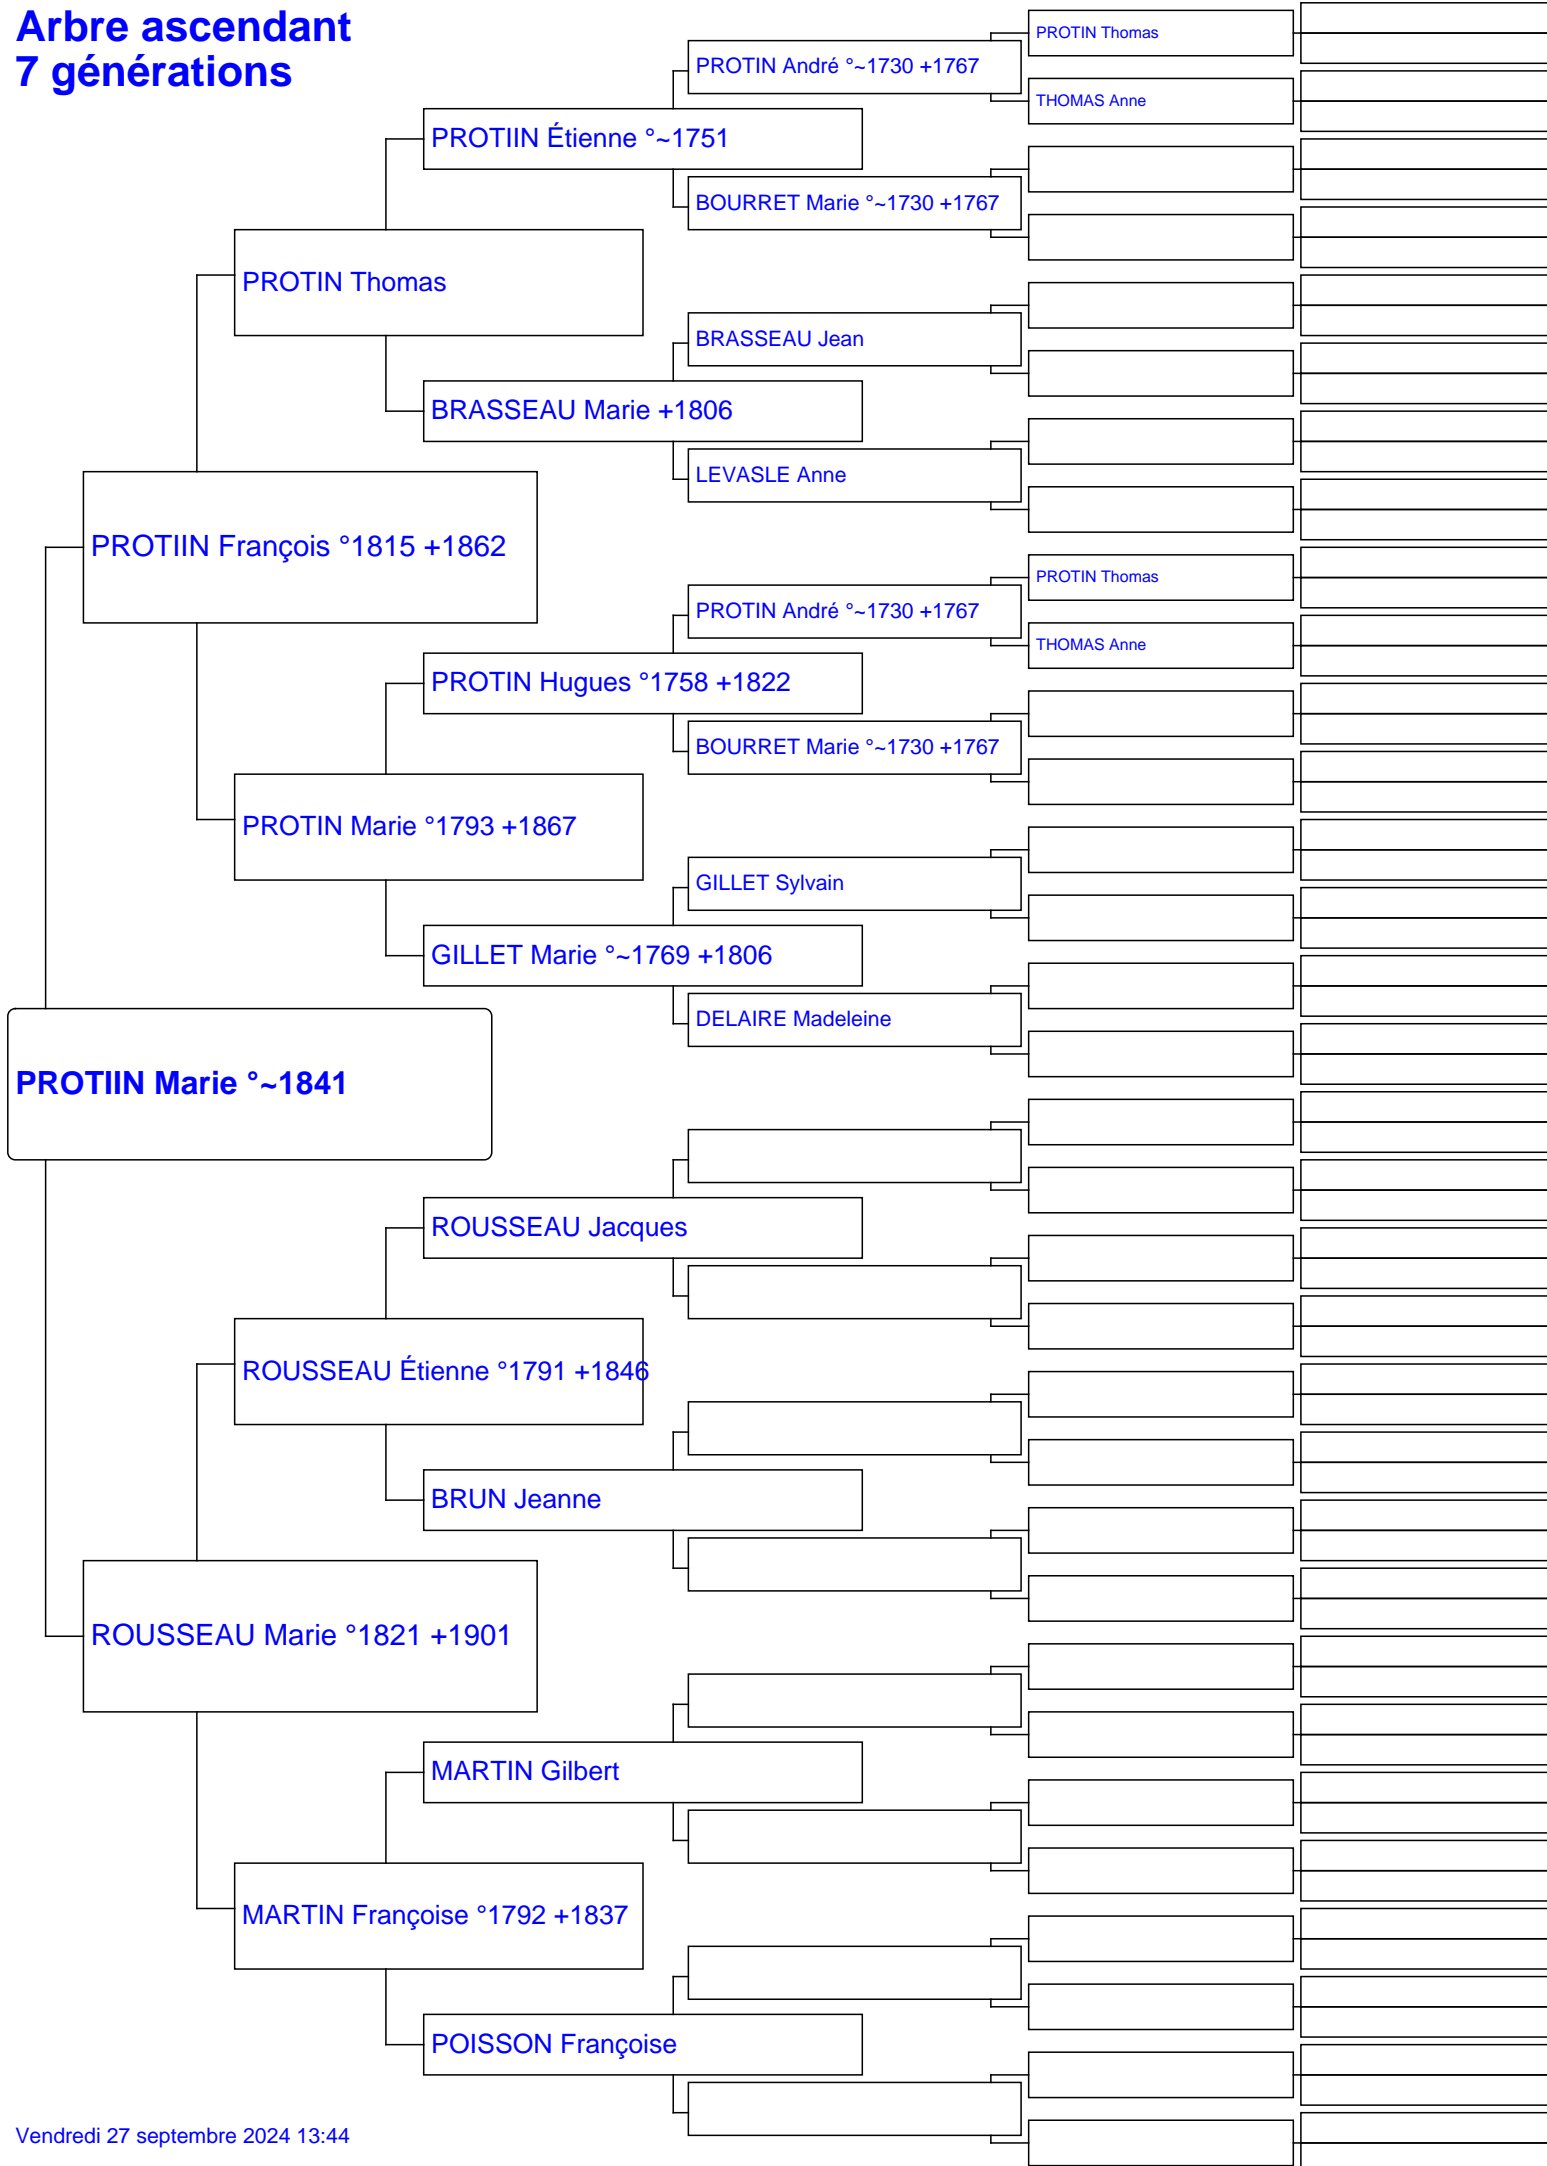 Arbre ascendant
7 générations
PROTIN Thomas
PROTIN André °~1730 +1767
THOMAS Anne
PROTIIN Étienne °~1751
BOURRET Marie °~1730 +1767
PROTIN Thomas
BRASSEAU Jean
BRASSEAU Marie +1806
LEVASLE Anne
PROTIIN François °1815 +1862
PROTIN Thomas
PROTIN André °~1730 +1767
THOMAS Anne
PROTIN Hugues °1758 +1822
BOURRET Marie °~1730 +1767
PROTIN Marie °1793 +1867
GILLET Sylvain
GILLET Marie °~1769 +1806
DELAIRE Madeleine
PROTIIN Marie °~1841
ROUSSEAU Jacques
ROUSSEAU Étienne °1791 +1846
BRUN Jeanne
ROUSSEAU Marie °1821 +1901
MARTIN Gilbert
MARTIN Françoise °1792 +1837
POISSON Françoise
Vendredi 27 septembre 2024 13:44